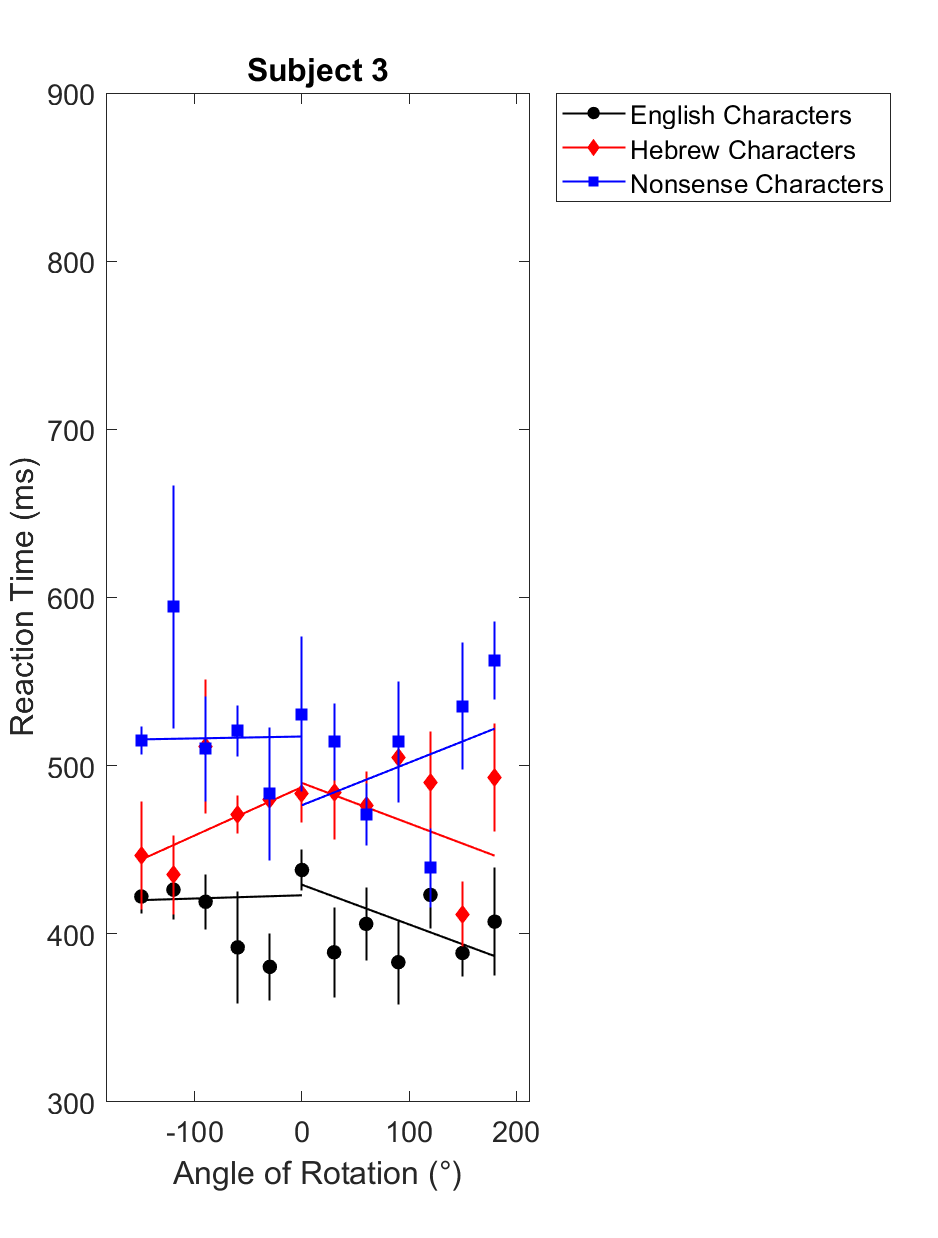 Subject 3
900
800
700
600
500
400
300
-100
0
100
200
Reaction Time (ms)
Angle of Rotation (°)
English Characters
Hebrew Characters
Nonsense Characters